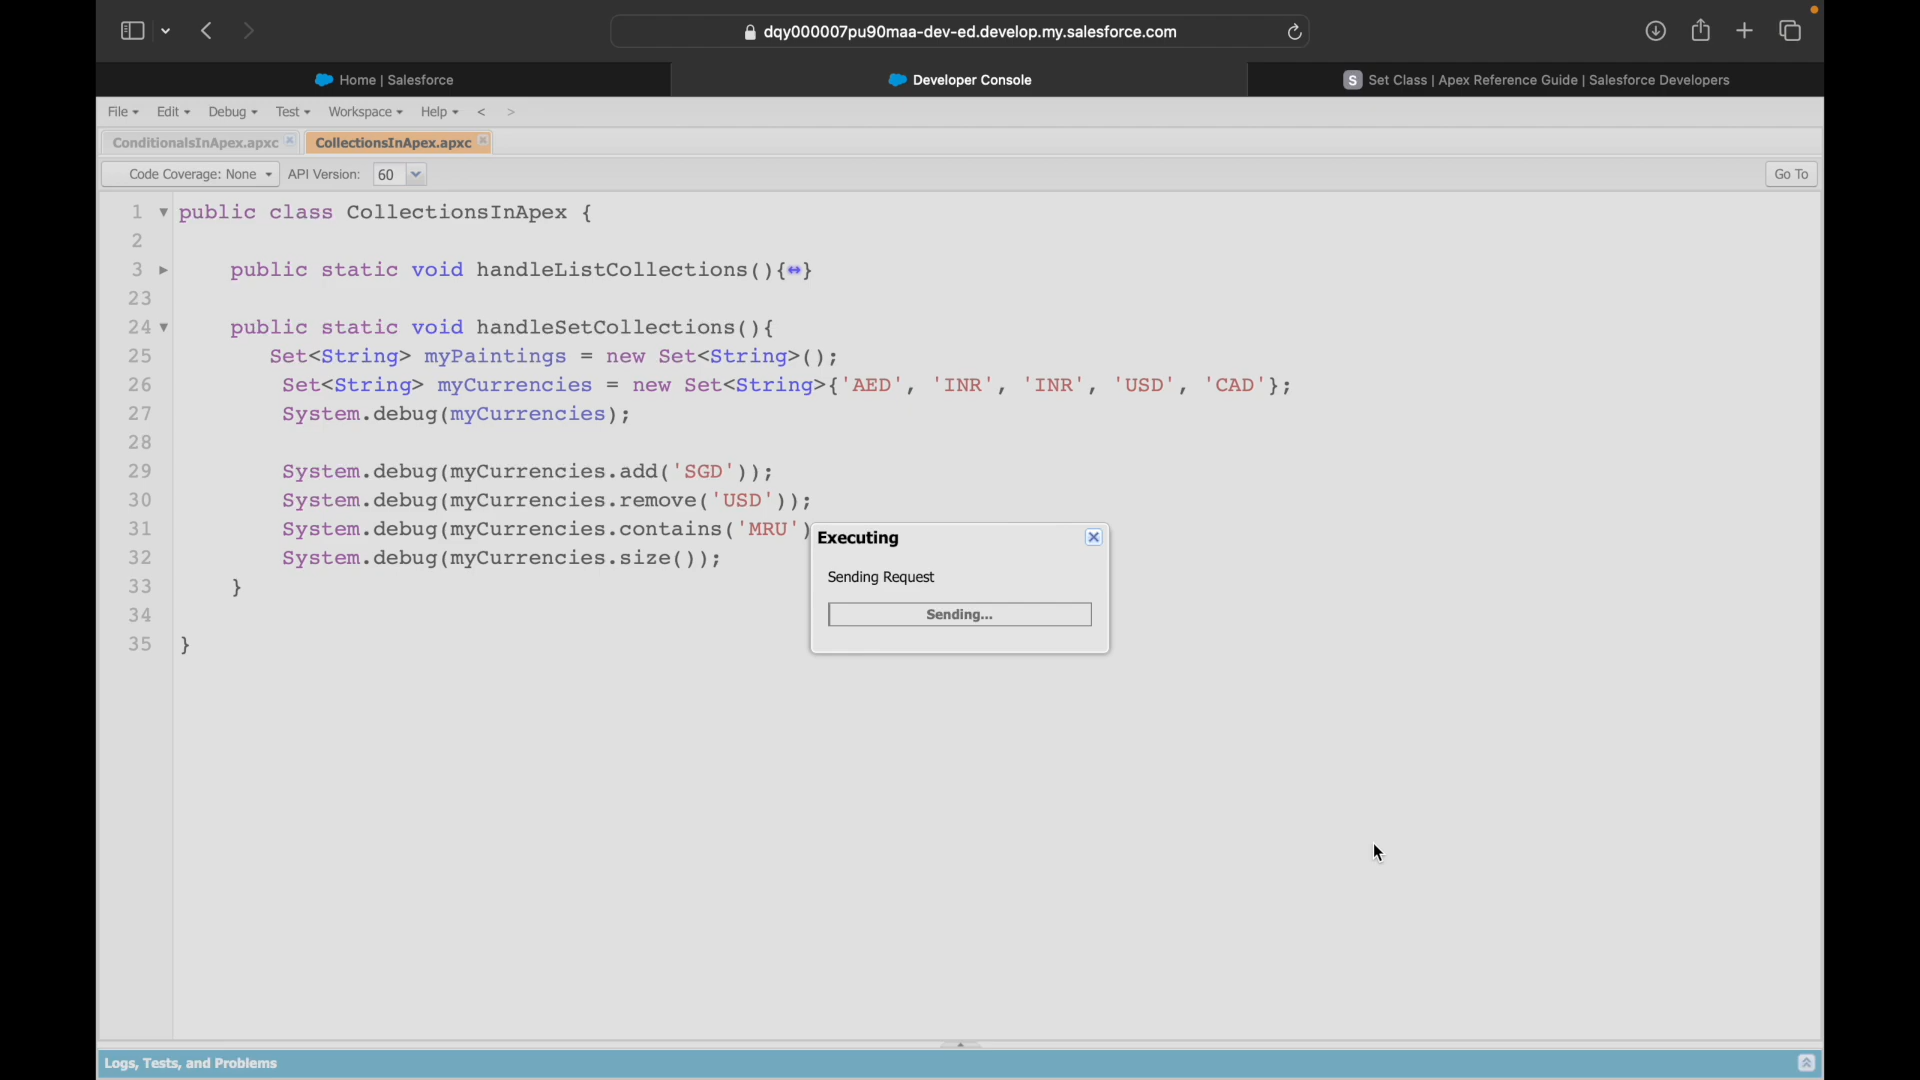 dqy000007pu90maa-dev-ed.develop.my.salesforce.com
Home | Salesforce
Developer Console
S Set Class | Apex Reference Guide | Salesforce Developers
File Edit Debug Test Workspace Help < >
ConditionalsInApex.apxc CollectionsInApex.apxc
Code Coverage: None API Version: 60 Go To
1 public class CollectionsInApex {
2
3 public static void handleListCollections(){↔}
23
24 public static void handleSetCollections(){
25 Set<String> myPaintings = new Set<String>();
26 Set<String> myCurrencies = new Set<String>{'AED', 'INR', 'INR', 'USD', 'CAD'};
27 System.debug(myCurrencies);
28
29 System.debug(myCurrencies.add('SGD'));
30 System.debug(myCurrencies.remove('USD'));
31 System.debug(myCurrencies.contains('MRU')
32 System.debug(myCurrencies.size());
33 }
34
35 }
Executing
Sending Request
Sending...
Logs, Tests, and Problems